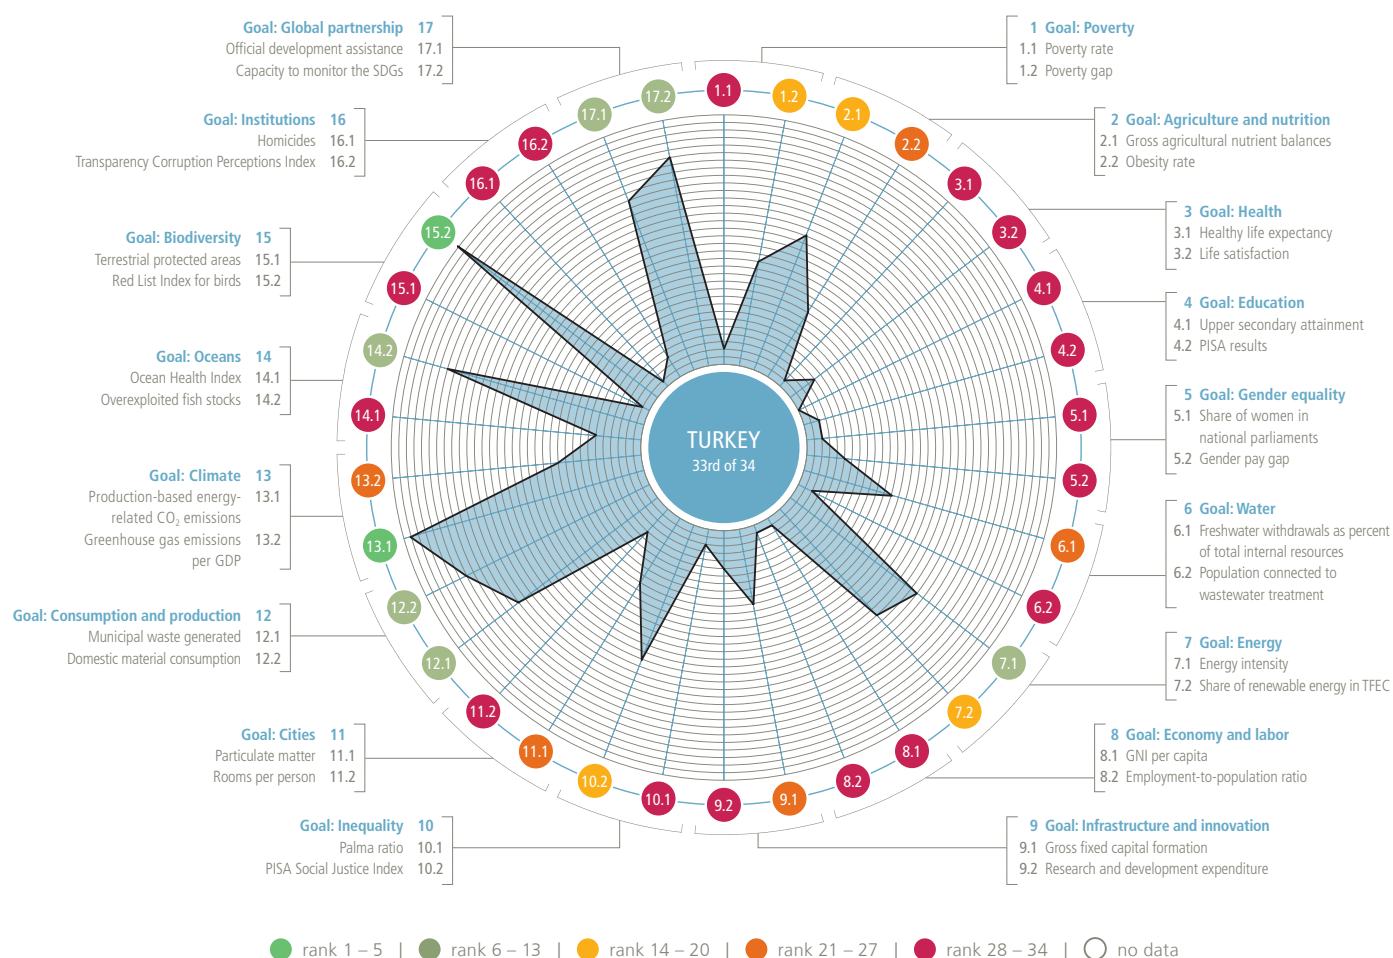 Goal: Global partnership 17
Official development assistance 17.1
Capacity to monitor the SDGs 17.2
1 Goal: Poverty
1.1 Poverty rate
1.2 Poverty gap
Goal: Institutions 16
Homicides 16.1
Transparency Corruption Perceptions Index 16.2
2 Goal: Agriculture and nutrition
2.1 Gross agricultural nutrient balances
2.2 Obesity rate
Goal: Biodiversity 15
Terrestrial protected areas 15.1
Red List Index for birds 15.2
3 Goal: Health
3.1 Healthy life expectancy
3.2 Life satisfaction
4 Goal: Education
4.1 Upper secondary attainment
4.2 PISA results
Goal: Oceans 14
Ocean Health Index 14.1
Overexploited fish stocks 14.2
5 Goal: Gender equality
5.1 Share of women in
national parliaments
5.2 Gender pay gap
Goal: Climate 13
Production-based energy- 13.1
related CO₂ emissions
Greenhouse gas emissions 13.2
per GDP
6 Goal: Water
6.1 Freshwater withdrawals as percent
of total internal resources
6.2 Population connected to
wastewater treatment
Goal: Consumption and production 12
Municipal waste generated 12.1
Domestic material consumption 12.2
7 Goal: Energy
7.1 Energy intensity
7.2 Share of renewable energy in TFEC
Goal: Cities 11
Particulate matter 11.1
Rooms per person 11.2
8 Goal: Economy and labor
8.1 GNI per capita
8.2 Employment-to-population ratio
Goal: Inequality 10
Palma ratio 10.1
PISA Social Justice Index 10.2
9 Goal: Infrastructure and innovation
9.1 Gross fixed capital formation
9.2 Research and development expenditure
1.1
1.2
2.1
2.2
3.1
3.2
4.1
4.2
5.1
5.2
6.1
6.2
7.1
7.2
8.1
8.2
9.1
9.2
10.1
10.2
11.1
11.2
12.1
12.2
13.1
13.2
14.1
14.2
15.1
15.2
16.1
16.2
17.1
17.2
TURKEY
33rd of 34
rank 1 – 5 | rank 6 – 13 | rank 14 – 20 | rank 21 – 27 | rank 28 – 34 | no data